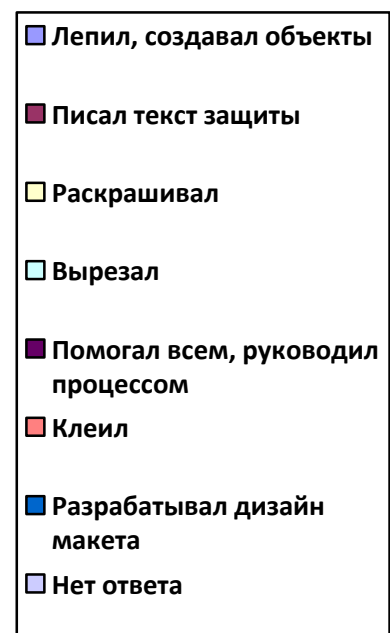 Лепил, создавал объекты
Писал текст защиты
Раскрашивал
Вырезал
Помогал всем, руководил
процессом
Клеил
Разрабатывал дизайн
макета
Нет ответа